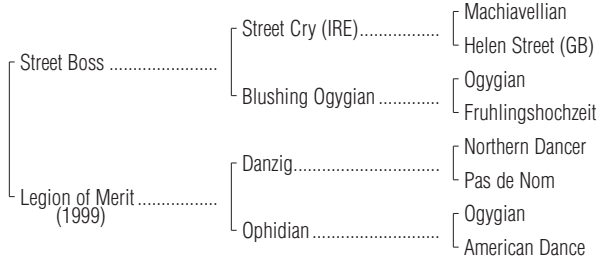 Machiavellian
Street Cry (IRE)..................
Helen Street (GB)
Street Boss ........................
Ogygian
Blushing Ogygian ..............
Fruhlingshochzeit
Northern Dancer
Danzig.................................
Pas de Nom
Legion of Merit .................
(1999)
Ogygian
Ophidian .............................
American Dance